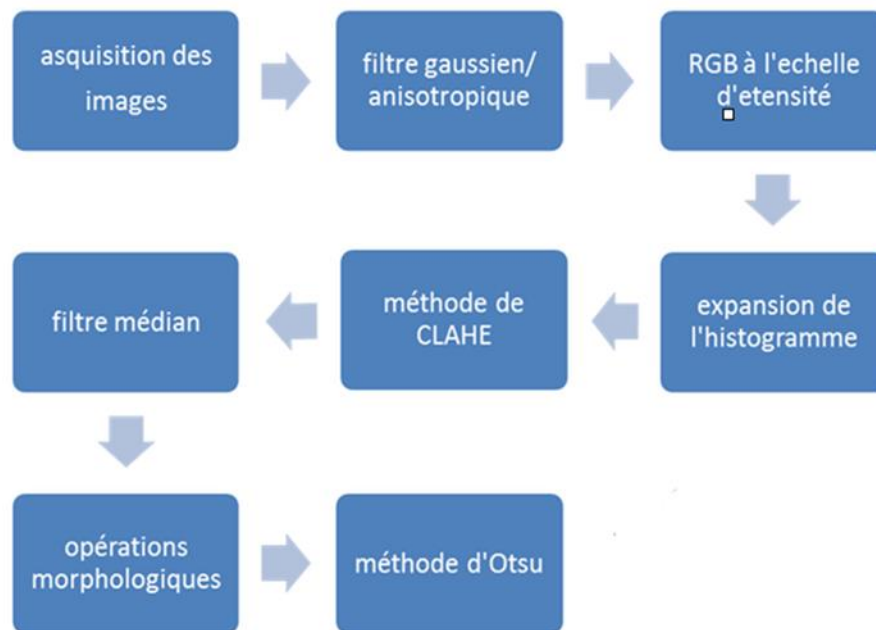 asquisition des
images
filtre gaussien/
anisotropique
RGB à l'echelle
d'etensité
expansion de
l'histogramme
méthode de
CLAHE
filtre médian
opérations
morphologiques
méthode d'Otsu